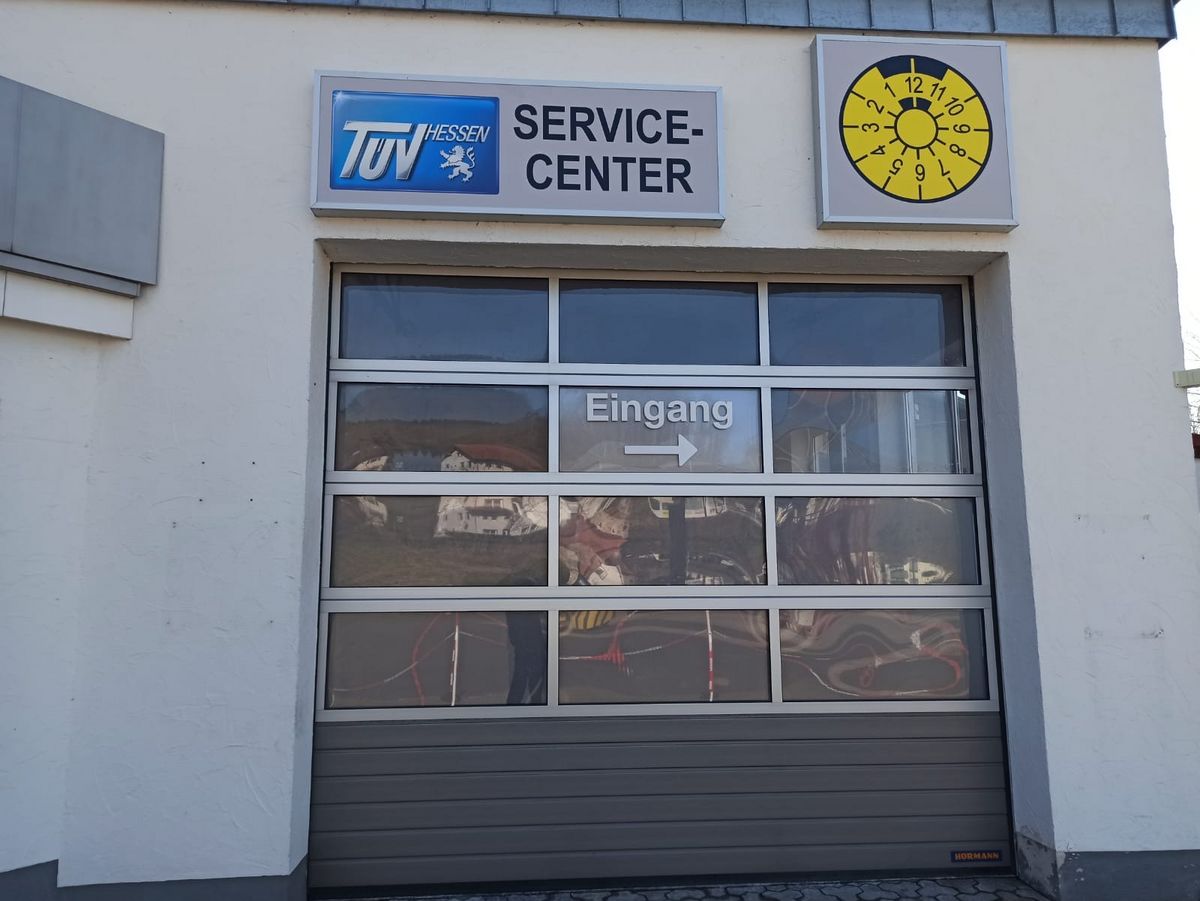 TÜV HESSEN
SERVICE-
CENTER
1 12 11
2 10
3 9
4 8
5 6 7
Eingang
HÖRMANN